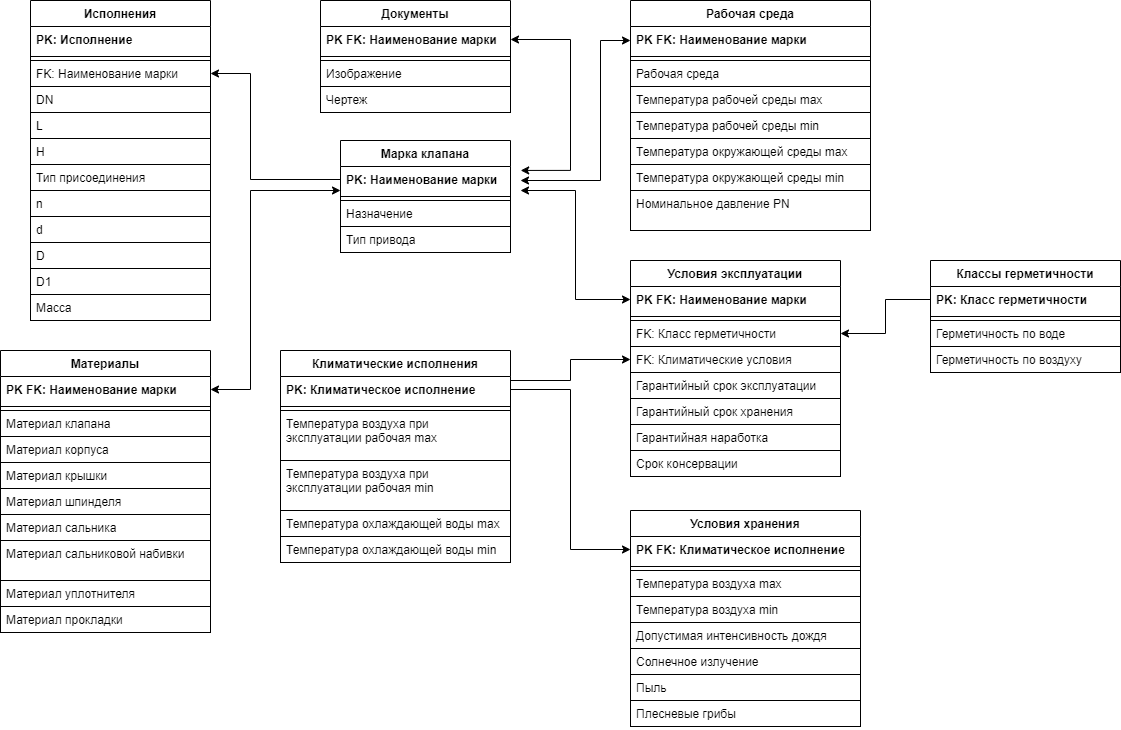 Исполнения
PK: Исполнение
FK: Наименование марки
DN
L
H
Тип присоединения
n
d
D
D1
Масса
Документы
PK FK: Наименование марки
Изображение
Чертеж
Рабочая среда
PK FK: Наименование марки
Рабочая среда
Температура рабочей среды max
Температура рабочей среды min
Температура окружающей среды max
Температура окружающей среды min
Номинальное давление PN
Марка клапана
PK: Наименование марки
Назначение
Тип привода
Условия эксплуатации
PK FK: Наименование марки
FK: Класс герметичности
FK: Климатические условия
Гарантийный срок эксплуатации
Гарантийный срок хранения
Гарантийная наработка
Срок консервации
Классы герметичности
PK: Класс герметичности
Герметичность по воде
Герметичность по воздуху
Материалы
PK FK: Наименование марки
Материал клапана
Материал корпуса
Материал крышки
Материал шпинделя
Материал сальника
Материал сальниковой набивки
Материал уплотнителя
Материал прокладки
Климатические исполнения
PK: Климатическое исполнение
Температура воздуха при
эксплуатации рабочая max
Температура воздуха при
эксплуатации рабочая min
Температура охлаждающей воды max
Температура охлаждающей воды min
Условия хранения
PK FK: Климатическое исполнение
Температура воздуха max
Температура воздуха min
Допустимая интенсивность дождя
Солнечное излучение
Пыль
Плесневые грибы